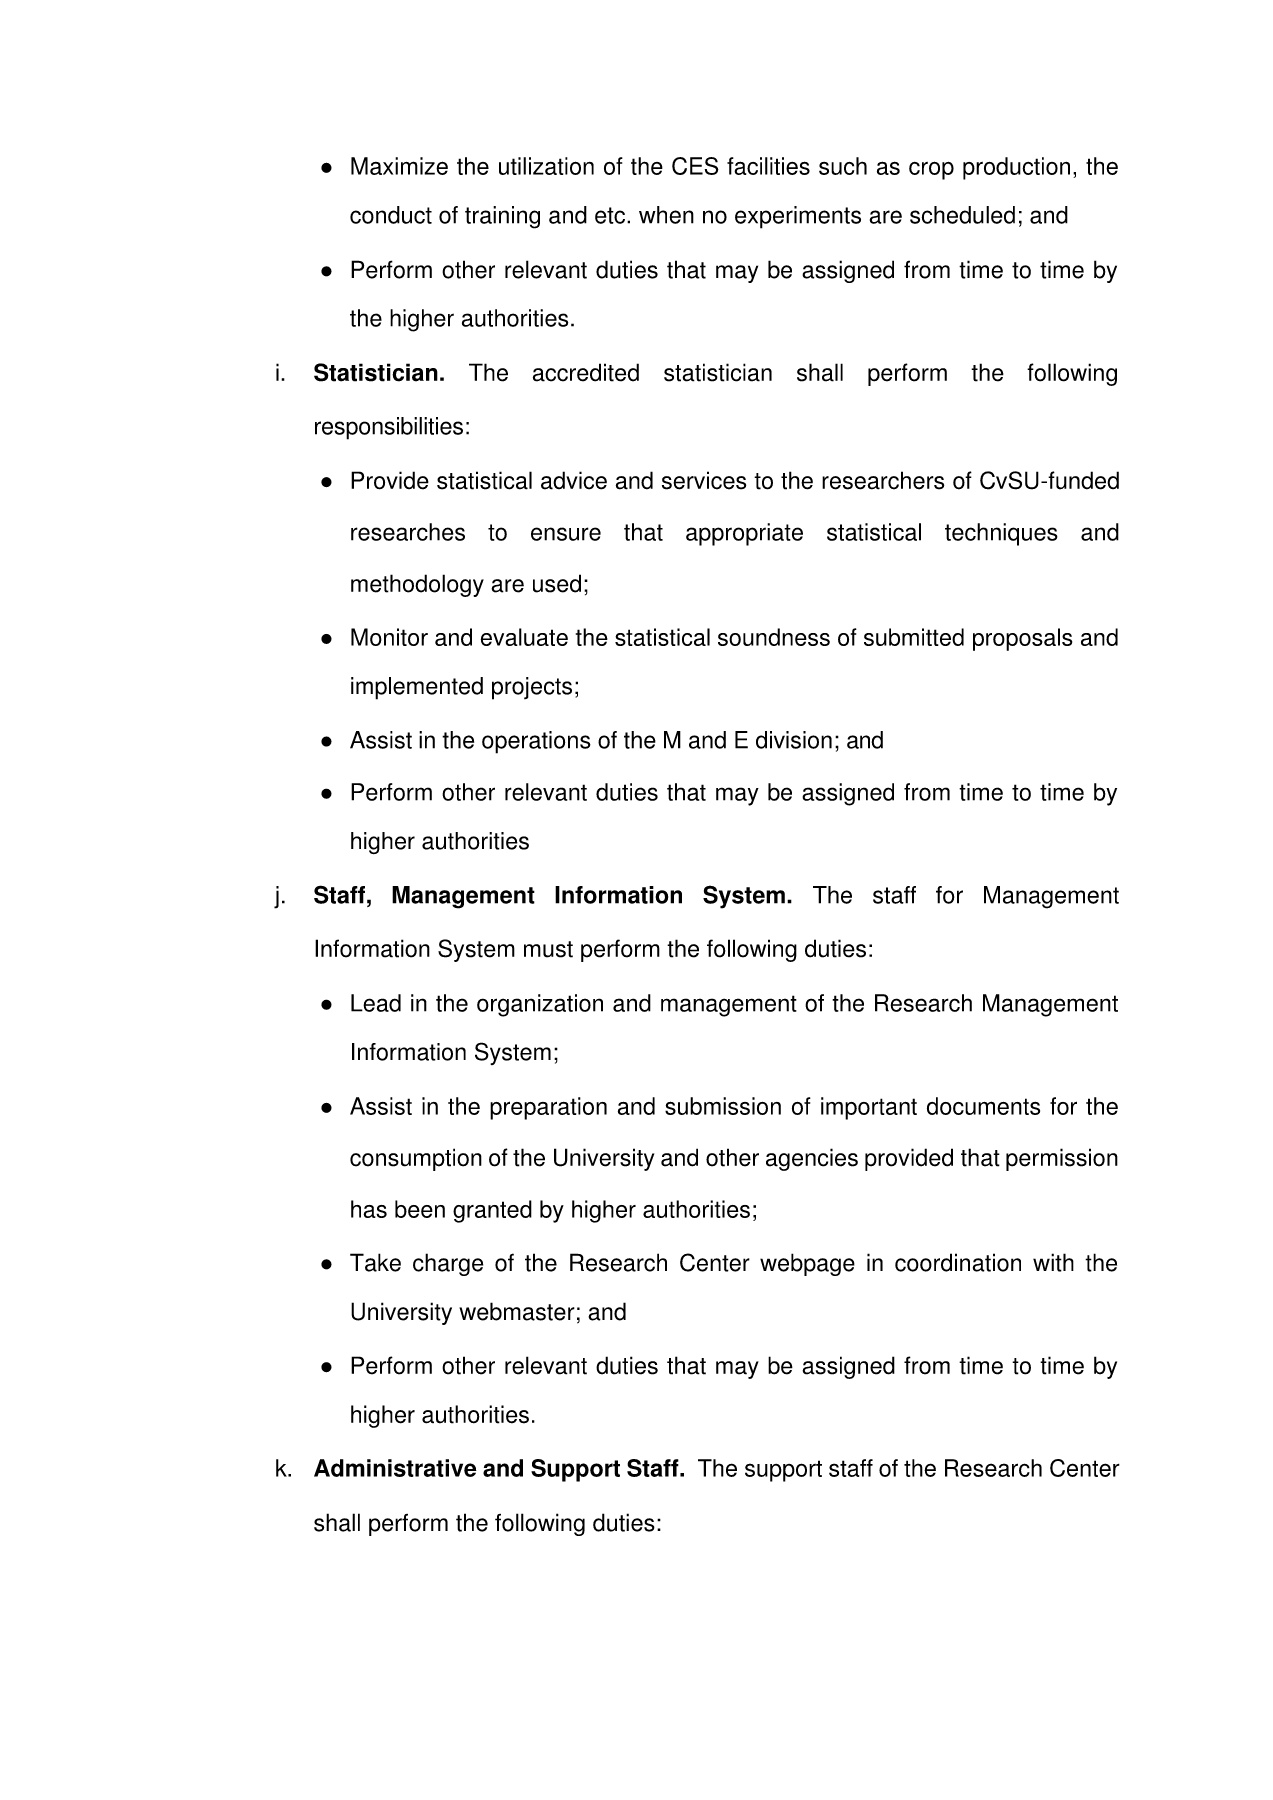 ● Maximize the utilization of the CES facilities such as crop production, the
conduct of training and etc. when no experiments are scheduled; and
● Perform other relevant duties that may be assigned from time to time by
the higher authorities.
i. Statistician. The accredited statistician shall perform the following
responsibilities:
● Provide statistical advice and services to the researchers of CvSU-funded
researches to ensure that appropriate statistical techniques and
methodology are used;
● Monitor and evaluate the statistical soundness of submitted proposals and
implemented projects;
● Assist in the operations of the M and E division; and
● Perform other relevant duties that may be assigned from time to time by
higher authorities
j. Staff, Management Information System. The staff for Management
Information System must perform the following duties:
● Lead in the organization and management of the Research Management
Information System;
● Assist in the preparation and submission of important documents for the
consumption of the University and other agencies provided that permission
has been granted by higher authorities;
● Take charge of the Research Center webpage in coordination with the
University webmaster; and
● Perform other relevant duties that may be assigned from time to time by
higher authorities.
k. Administrative and Support Staff. The support staff of the Research Center
shall perform the following duties: